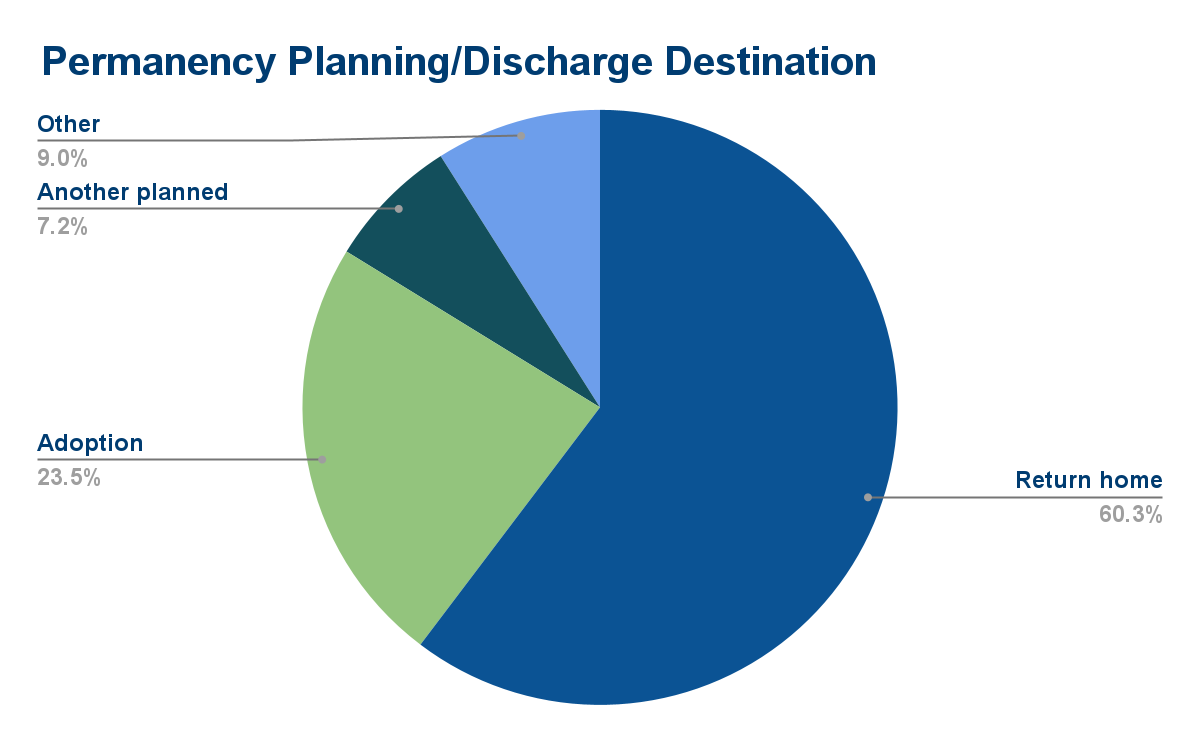 Permanency Planning/Discharge Destination
Other
9.0%
Another planned
7.2%
Adoption
23.5%
Return home
60.3%